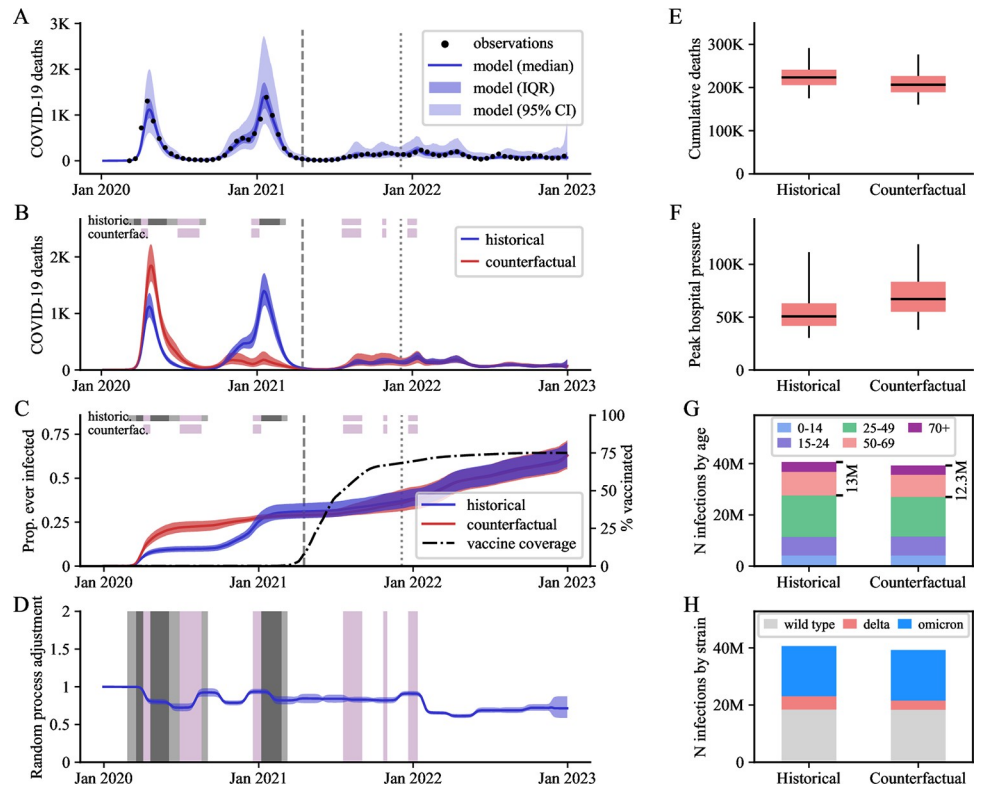 A
COVID-19 deaths
3K
2K
1K
0
Jan 2020
Jan 2021
Jan 2022
Jan 2023
observations
model (median)
model (IQR)
model (95% CI)
B
COVID-19 deaths
2K
1K
0
historic.
counterfac.
historical
counterfactual
Jan 2020
Jan 2021
Jan 2022
Jan 2023
C
Prop. ever infected
0.75
0.5
0.25
0
historic.
counterfac.
historical
counterfactual
vaccine coverage
100
75
50
25
0
% vaccinated
Jan 2020
Jan 2021
Jan 2022
Jan 2023
D
Random process adjustment
2
1.5
1
0.5
0
Jan 2020
Jan 2021
Jan 2022
Jan 2023
E
Cumulative deaths
300K
200K
100K
0
Historical
Counterfactual
F
Peak hospital pressure
100K
50K
0
Historical
Counterfactual
G
N infections by age
40M
20M
0
0-14
25-49
70+
15-24
50-69
13M
12.3M
Historical
Counterfactual
H
N infections by strain
40M
20M
0
wild type
delta
omicron
Historical
Counterfactual